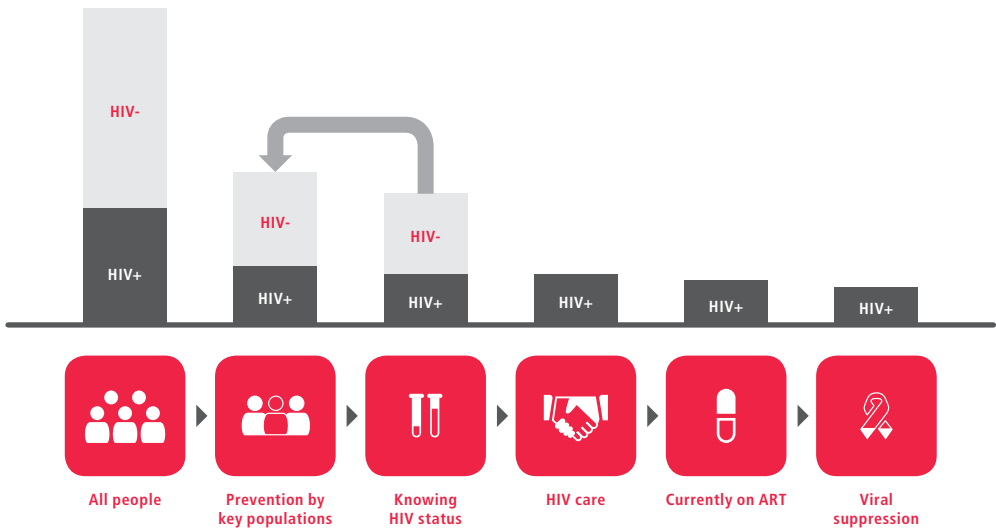 HIV-
HIV-
HIV-
HIV+
HIV+
HIV+
HIV+
HIV+
HIV+
All people
Prevention by
key populations
Knowing
HIV status
HIV care
Currently on ART
Viral
suppression